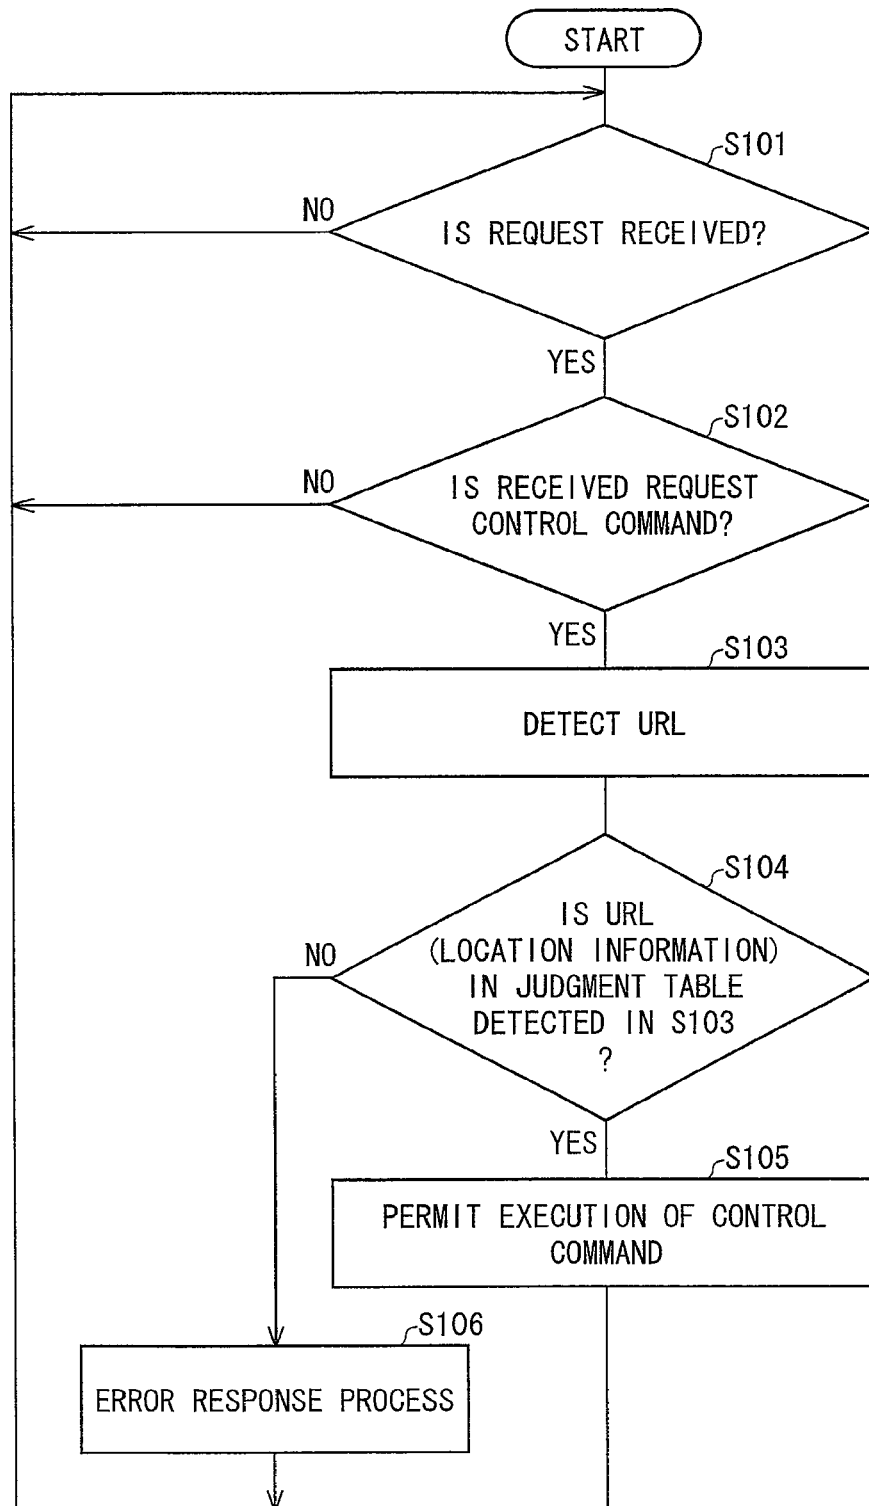 START
S101
NO
IS REQUEST RECEIVED?
YES
S102
NO
IS RECEIVED REQUEST
CONTROL COMMAND?
YES
S103
DETECT URL
S104
IS URL
(LOCATION INFORMATION)
IN JUDGMENT TABLE
DETECTED IN S103
?
NO
YES
S105
PERMIT EXECUTION OF CONTROL
COMMAND
S106
ERROR RESPONSE PROCESS